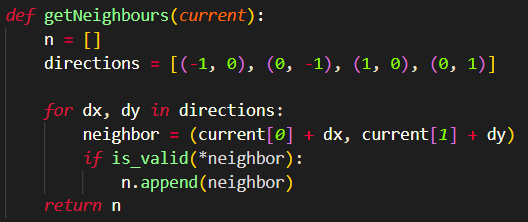 def getNeighbours(current):
    n = []
    directions = [(-1, 0), (0, -1), (1, 0), (0, 1)]

    for dx, dy in directions:
        neighbor = (current[0] + dx, current[1] + dy)
        if is_valid(*neighbor):
            n.append(neighbor)
    return n